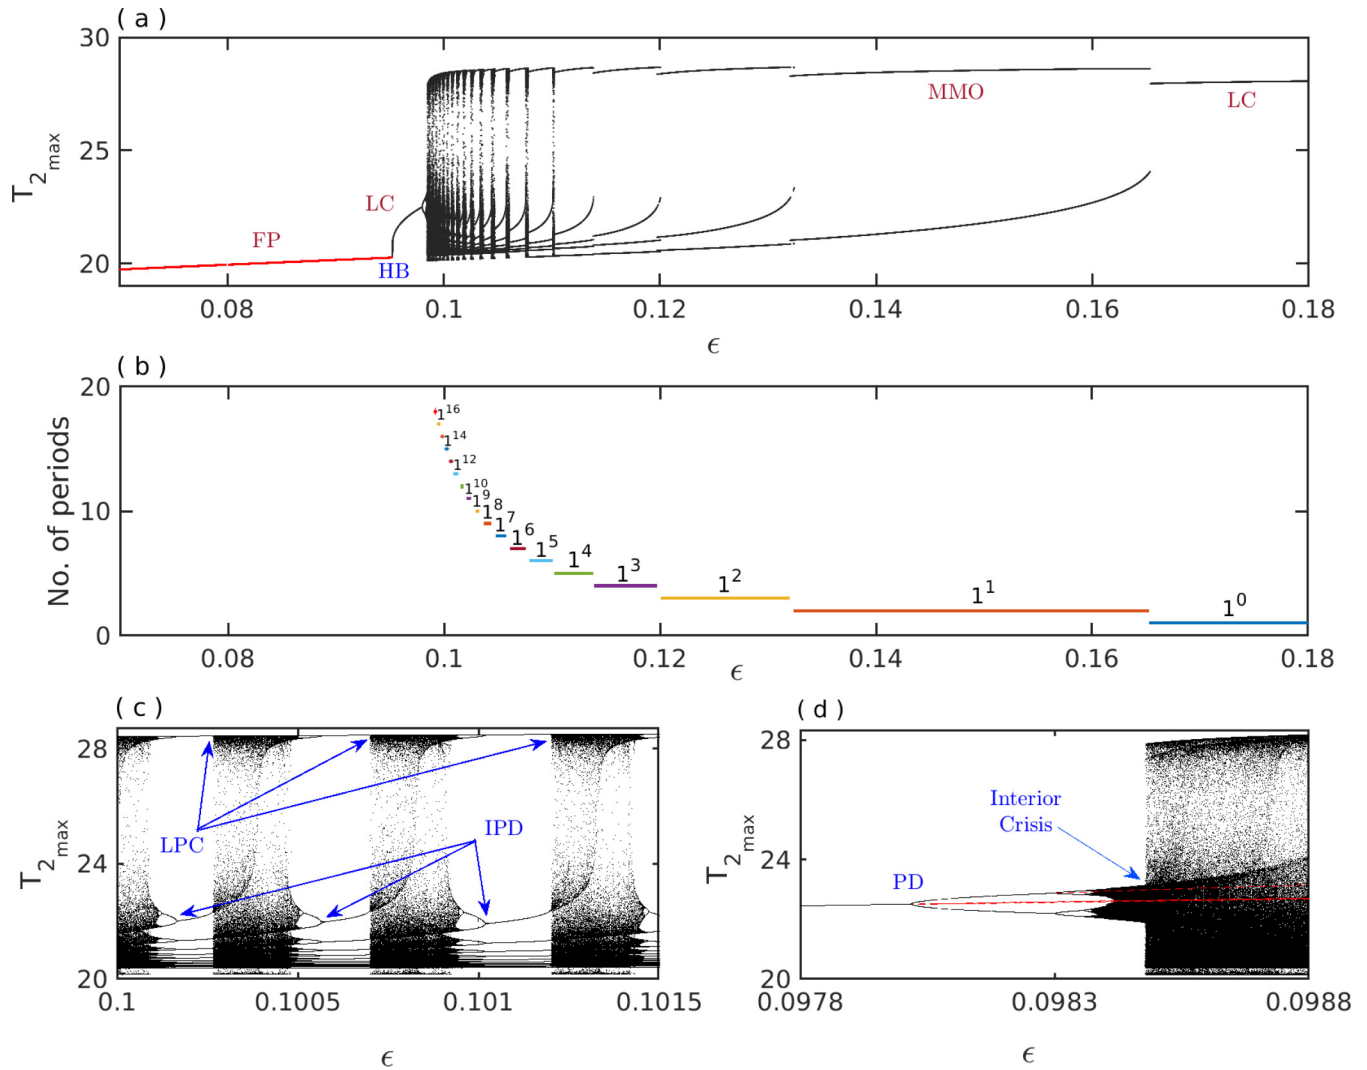 ( a )
30
25
20
T2max
FP
LC
HB
MMO
LC
0.08
0.1
0.12
0.14
0.16
0.18
ϵ
( b )
20
10
0
No. of periods
1^16
1^14
1^12
1^10
1^9
1^8
1^7
1^6
1^5
1^4
1^3
1^2
1^1
1^0
0.08
0.1
0.12
0.14
0.16
0.18
ϵ
( c )
28
24
20
T2max
LPC
IPD
0.1
0.1005
0.101
0.1015
ϵ
( d )
28
24
20
T2max
Interior
Crisis
PD
0.0978
0.0983
0.0988
ϵ